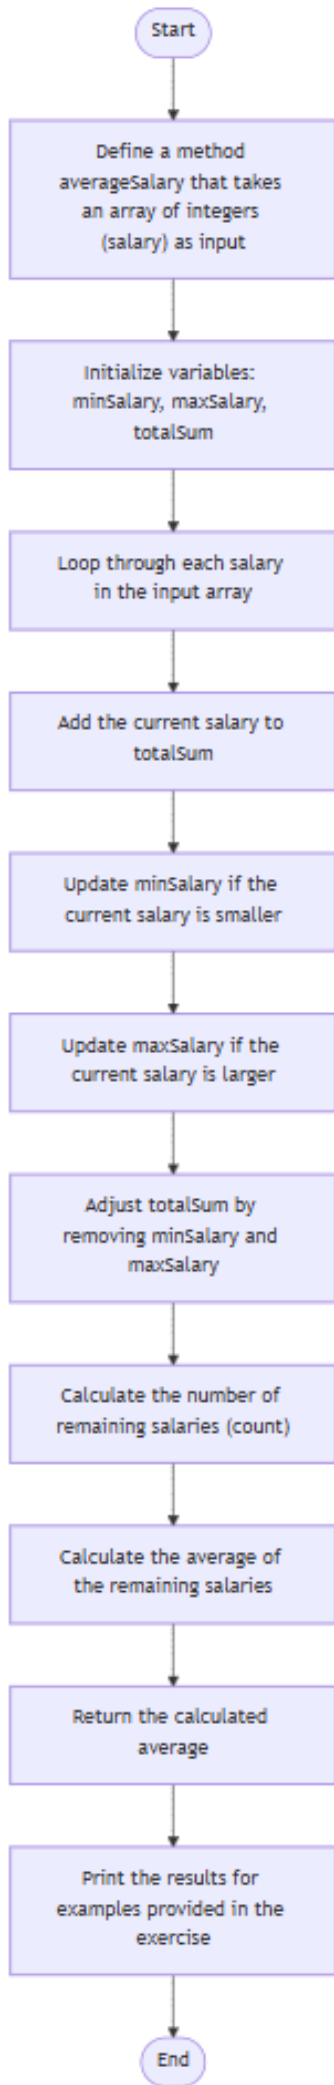 Start
Define a method
averageSalary that takes
an array of integers
(salary) as input
Initialize variables:
minSalary, maxSalary,
totalSum
Loop through each salary
in the input array
Add the current salary to
totalSum
Update minSalary if the
current salary is smaller
Update maxSalary if the
current salary is larger
Adjust totalSum by
removing minSalary and
maxSalary
Calculate the number of
remaining salaries (count)
Calculate the average of
the remaining salaries
Return the calculated
average
Print the results for
examples provided in the
exercise
End